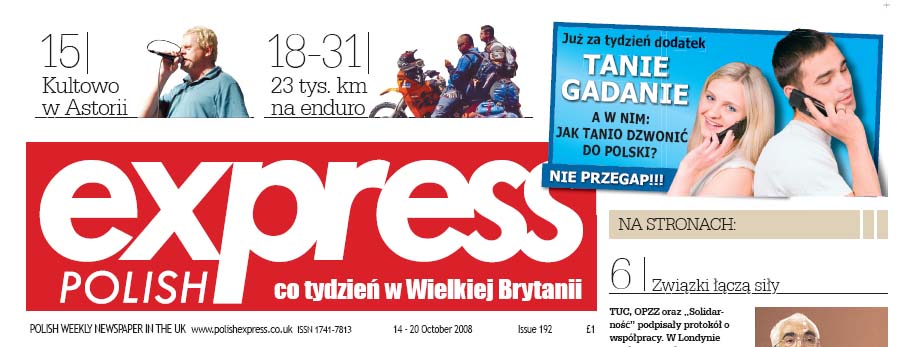 15|
Kultowo
w Astorii
18-31|
23 tys. km
na enduro
Już za tydzień dodatek
TANIE
GADANIE
A W NIM:
JAK TANIO DZWONIĆ
DO POLSKI?
NIE PRZEGAP!!!
express
POLISH
co tydzień w Wielkiej Brytanii
POLISH WEEKLY NEWSPAPER IN THE UK www.polishexpress.co.uk ISSN 1741-7813 14 - 20 October 2008 Issue 192 £1
NA STRONACH:
6| Związki łączą siły
TUC, OPZZ oraz „Solidar-
ność” podpisały protokół o
współpracy. W Londynie